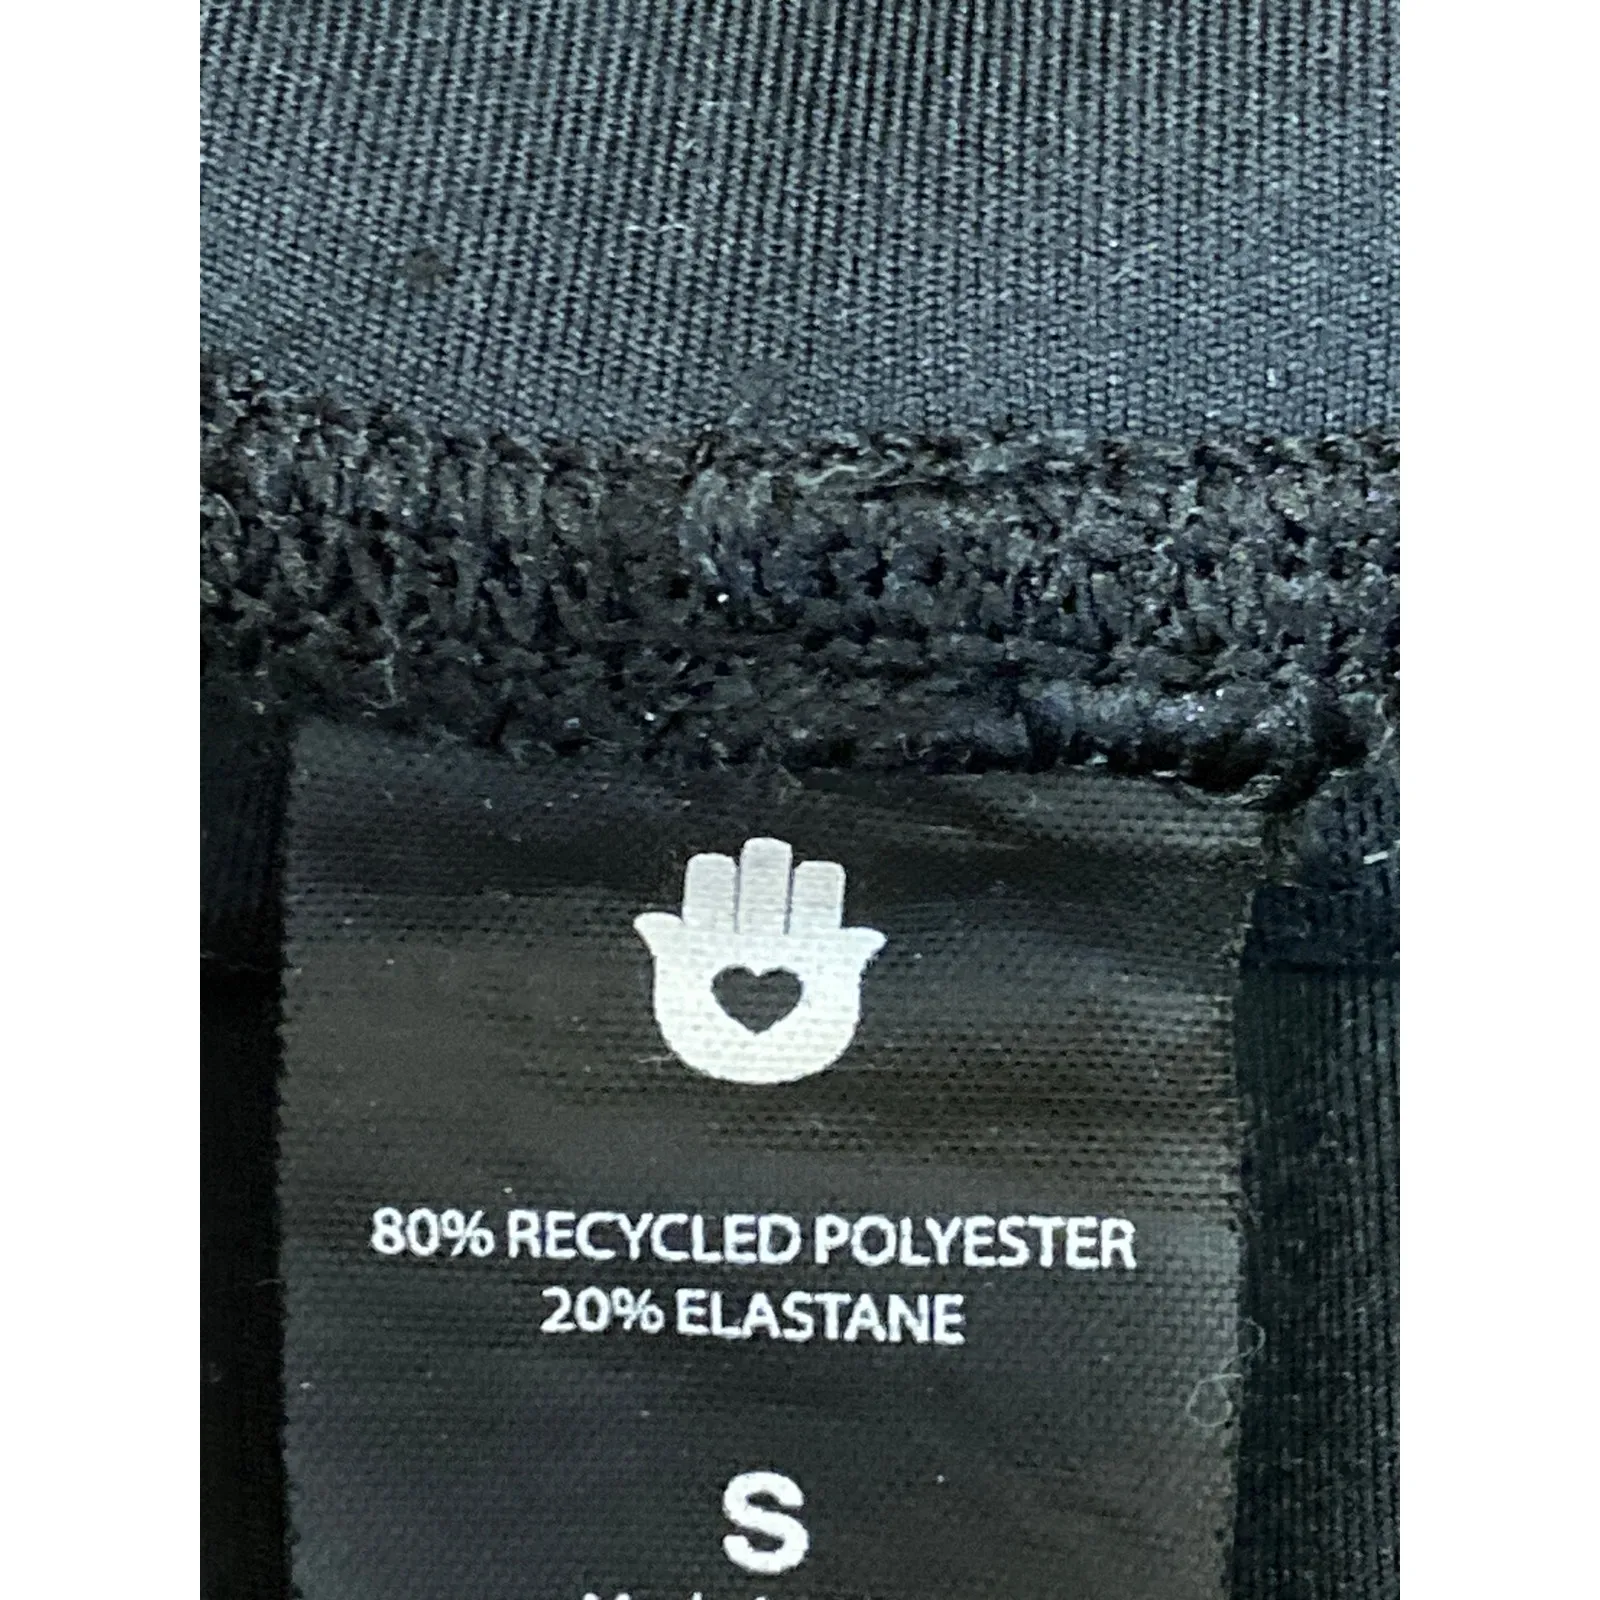 80% RECYCLED POLYESTER
20% ELASTANE
S